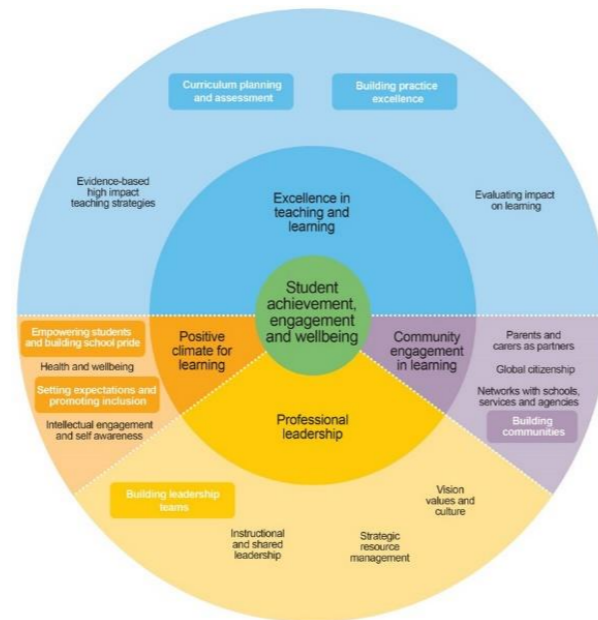 Curriculum planning
and assessment
Building practice
excellence
Evidence-based
high impact
teaching strategies
Excellence in
teaching and
learning
Evaluating impact
on learning
Student
achievement,
engagement
and wellbeing
Empowering students
and building school pride
Health and wellbeing
Setting expectations and
promoting inclusion
Intellectual engagement
and self awareness
Positive
climate for
learning
Community
engagement
in learning
Parents and
carers as partners
Global citizenship
Networks with schools,
services and agencies
Building
communities
Professional
leadership
Building leadership
teams
Instructional
and shared
leadership
Strategic
resource
management
Vision
values and
culture